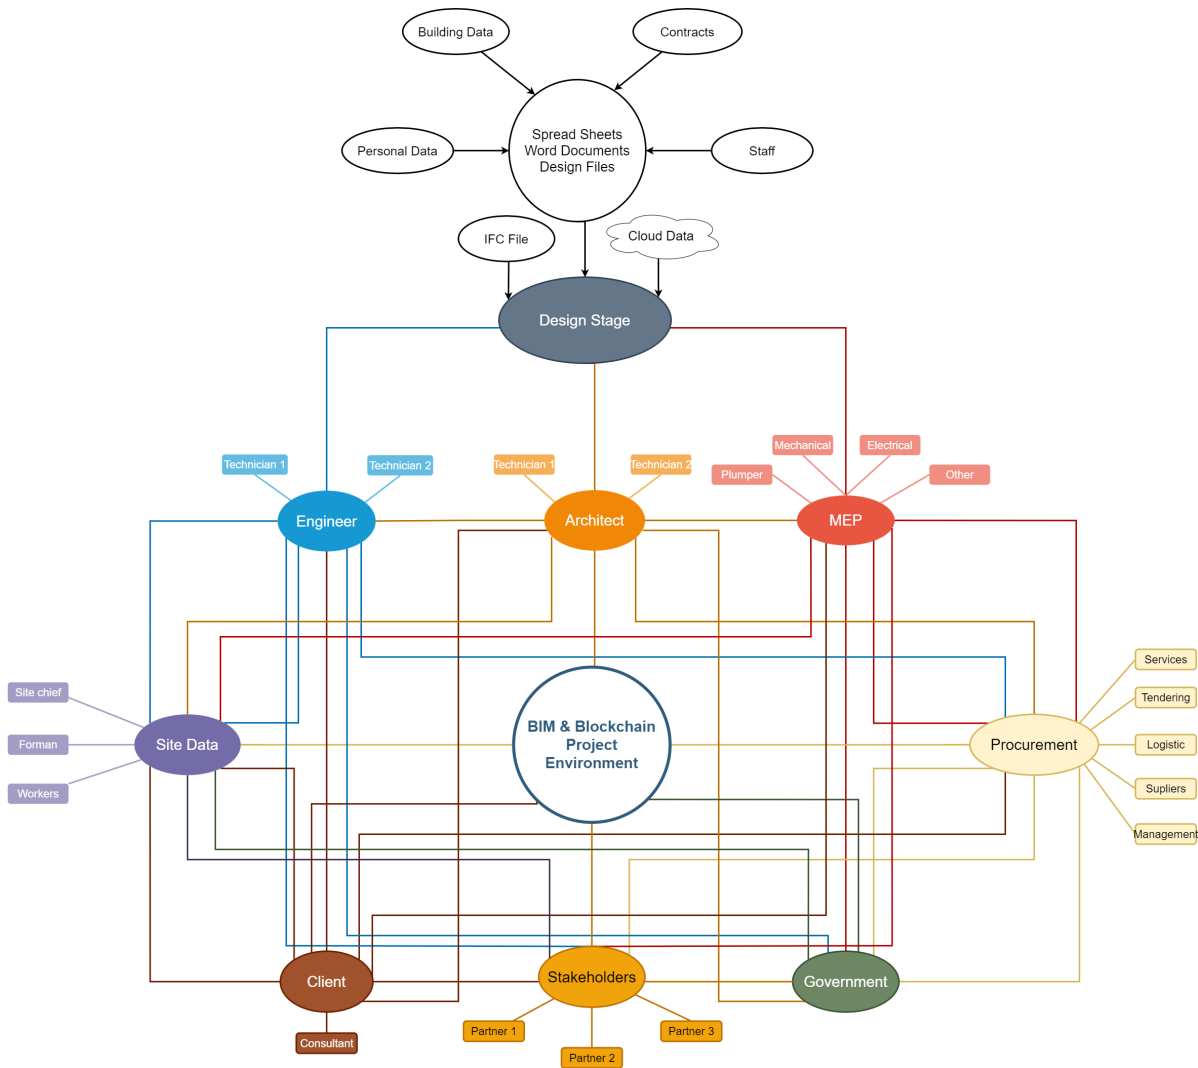 Building Data
Contracts
Spread Sheets
Word Documents
Design Files
Personal Data
Staff
IFC File
Cloud Data
Design Stage
Mechanical
Electrical
Technician 1
Technician 2
Technician 1
Technician 2
Plumper
Other
Engineer
Architect
MEP
Services
Site chief
Tendering
BIM & Blockchain
Project
Environment
Forman
Site Data
Procurement
Logistic
Workers
Supliers
Management
Client
Stakeholders
Government
Partner 1
Partner 3
Consultant
Partner 2